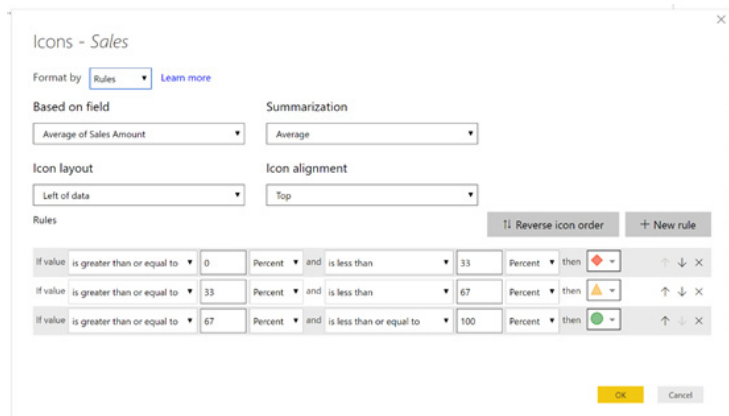 Icons - Sales
Format by Rules Learn more
Based on field Summarization
Average of Sales Amount Average
Icon layout Icon alignment
Left of data Top
Rules Reverse icon order + New rule
If value is greater than or equal to 0 Percent and is less than 33 Percent then
If value is greater than or equal to 33 Percent and is less than 67 Percent then
If value is greater than or equal to 67 Percent and is less than or equal to 100 Percent then
OK Cancel